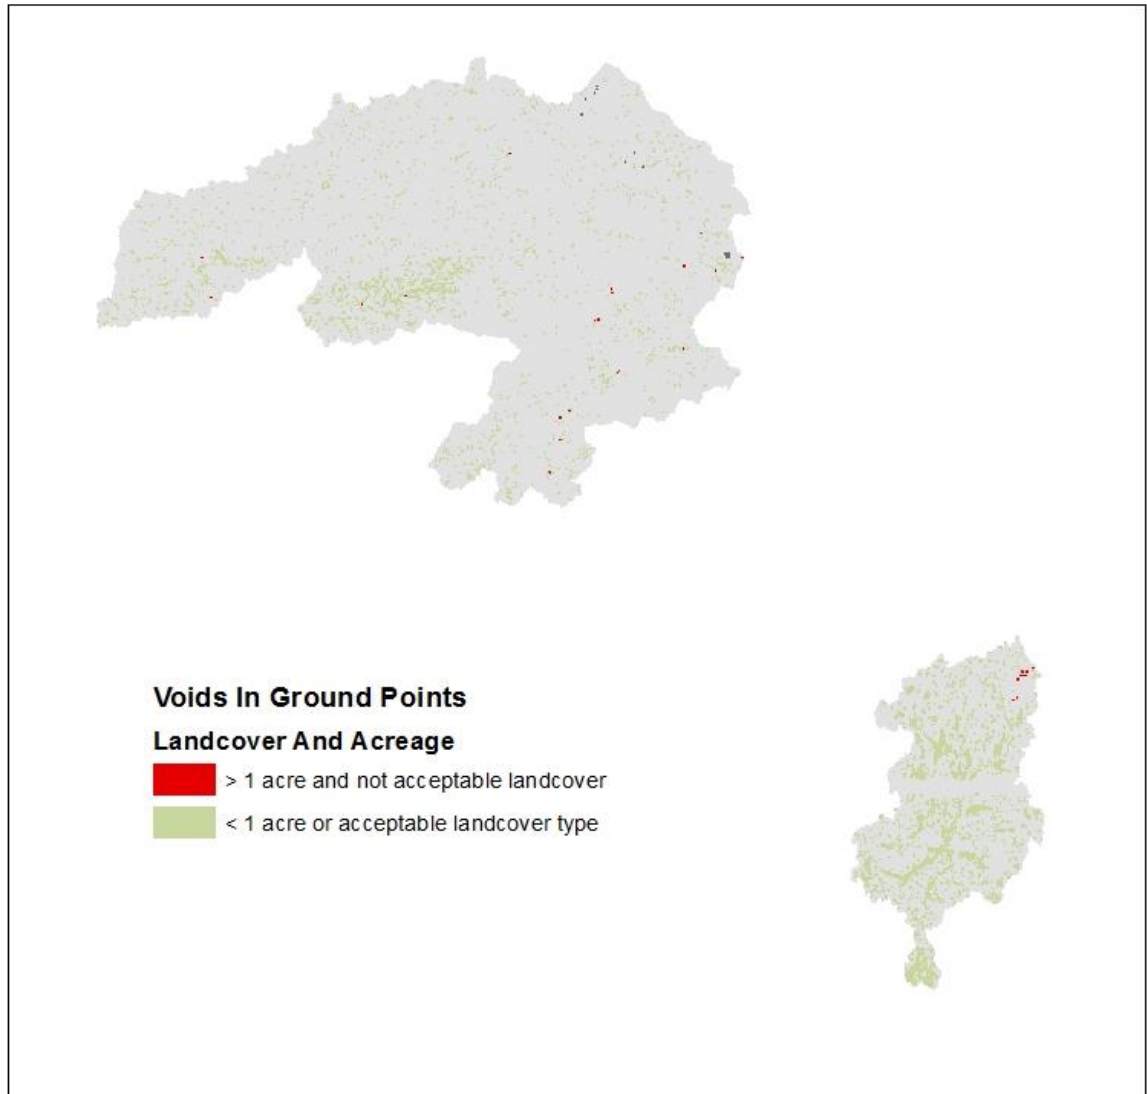 Voids In Ground Points
Landcover And Acreage
> 1 acre and not acceptable landcover
< 1 acre or acceptable landcover type